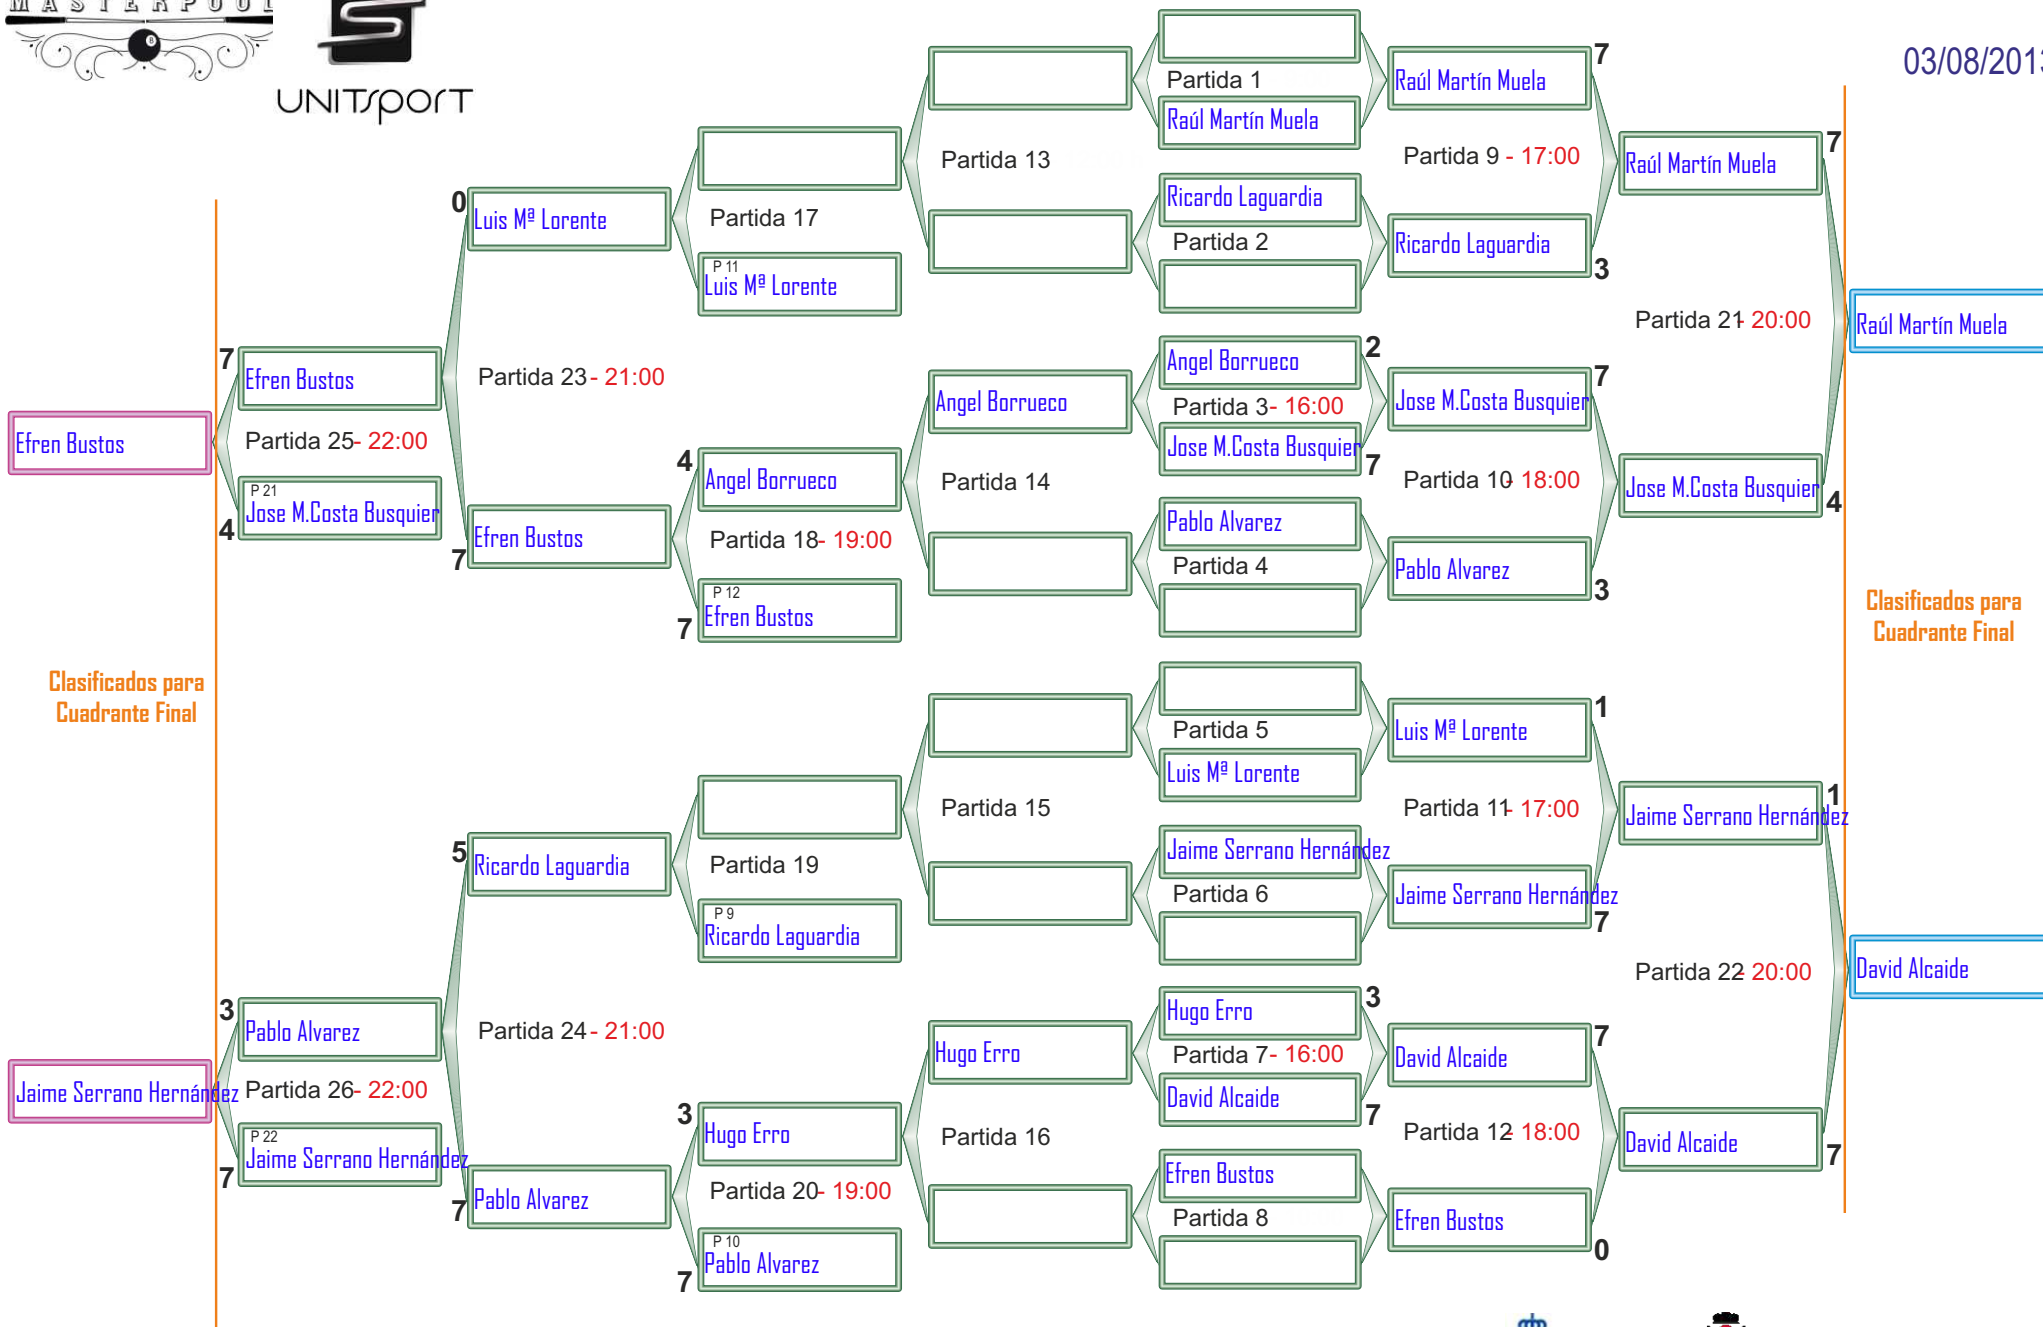 MASTERPOOL
8
UNITSPORT
03/08/2013
Partida 1
Raúl Martín Muela
Ricardo Laguardia
Partida 2
Angel Borrueco
2
Partida 3 - 16:00
Jose M.Costa Busquier
7
Pablo Alvarez
Partida 4
Partida 5
Luis Mª Lorente
Jaime Serrano Hernández
Partida 6
Hugo Erro
3
Partida 7 - 16:00
David Alcaide
7
Efren Bustos
Partida 8
7
Raúl Martín Muela
Partida 9 - 17:00
Ricardo Laguardia
3
7
Jose M.Costa Busquier
Partida 10 - 18:00
Pablo Alvarez
3
1
Luis Mª Lorente
Partida 11 - 17:00
Jaime Serrano Hernández
7
7
David Alcaide
Partida 12 - 18:00
Efren Bustos
0
7
Raúl Martín Muela
Partida 21 - 20:00
Jose M.Costa Busquier
4
1
Jaime Serrano Hernández
Partida 22 - 20:00
David Alcaide
7
Raúl Martín Muela
Clasificados para
Cuadrante Final
David Alcaide
Partida 13
Angel Borrueco
Partida 14
Partida 15
Hugo Erro
Partida 16
Partida 17
P 11
Luis Mª Lorente
4
Angel Borrueco
Partida 18 - 19:00
P 12
Efren Bustos
7
Partida 19
P 9
Ricardo Laguardia
3
Hugo Erro
Partida 20 - 19:00
P 10
Pablo Alvarez
7
0
Luis Mª Lorente
Partida 23 - 21:00
Efren Bustos
7
5
Ricardo Laguardia
Partida 24 - 21:00
Pablo Alvarez
7
7
Efren Bustos
Partida 25 - 22:00
P 21
Jose M.Costa Busquier
4
3
Pablo Alvarez
Partida 26 - 22:00
P 22
Jaime Serrano Hernández
7
Efren Bustos
Clasificados para
Cuadrante Final
Jaime Serrano Hernández